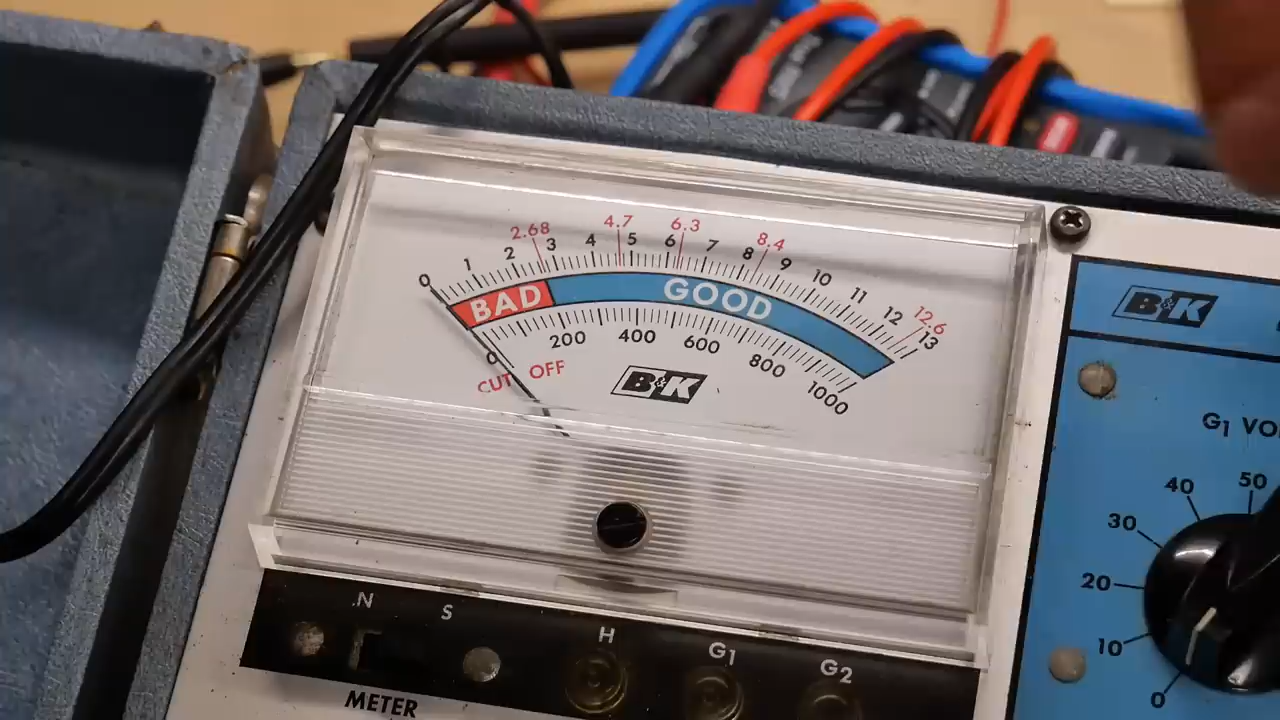 2.68 4.7 6.3 8.4 12.6
0 1 2 3 4 5 6 7 8 9 10 11 12 13
BAD GOOD
0 200 400 600 800 1000
CUT OFF
B&K
B&K
G1 VO
0 10 20 30 40 50
N S H G1 G2
METER